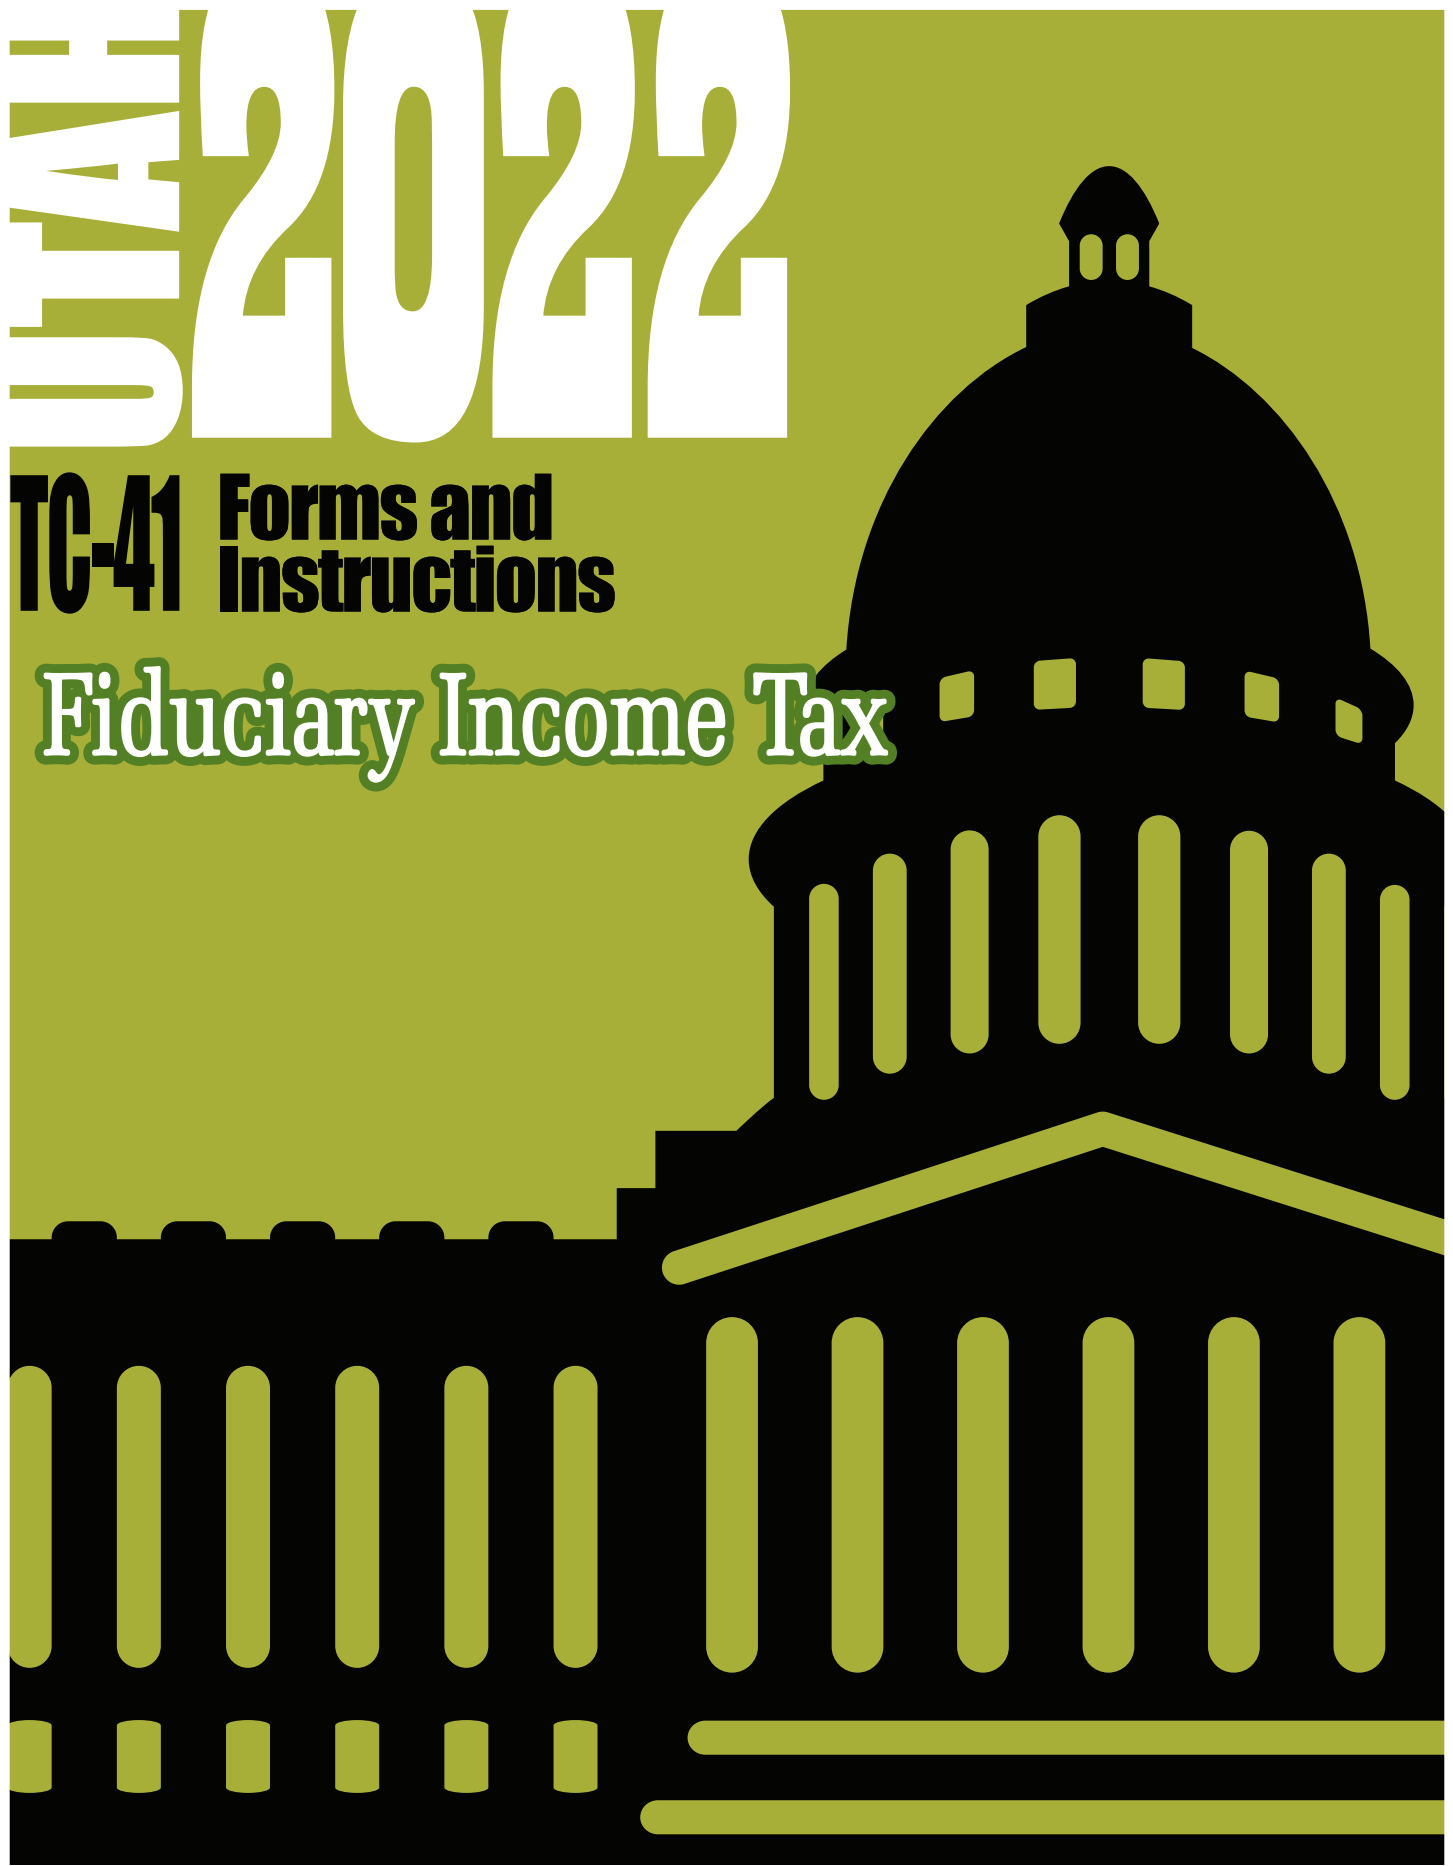 UTAH
2022
TC-41
Forms and
Instructions
Fiduciary Income Tax